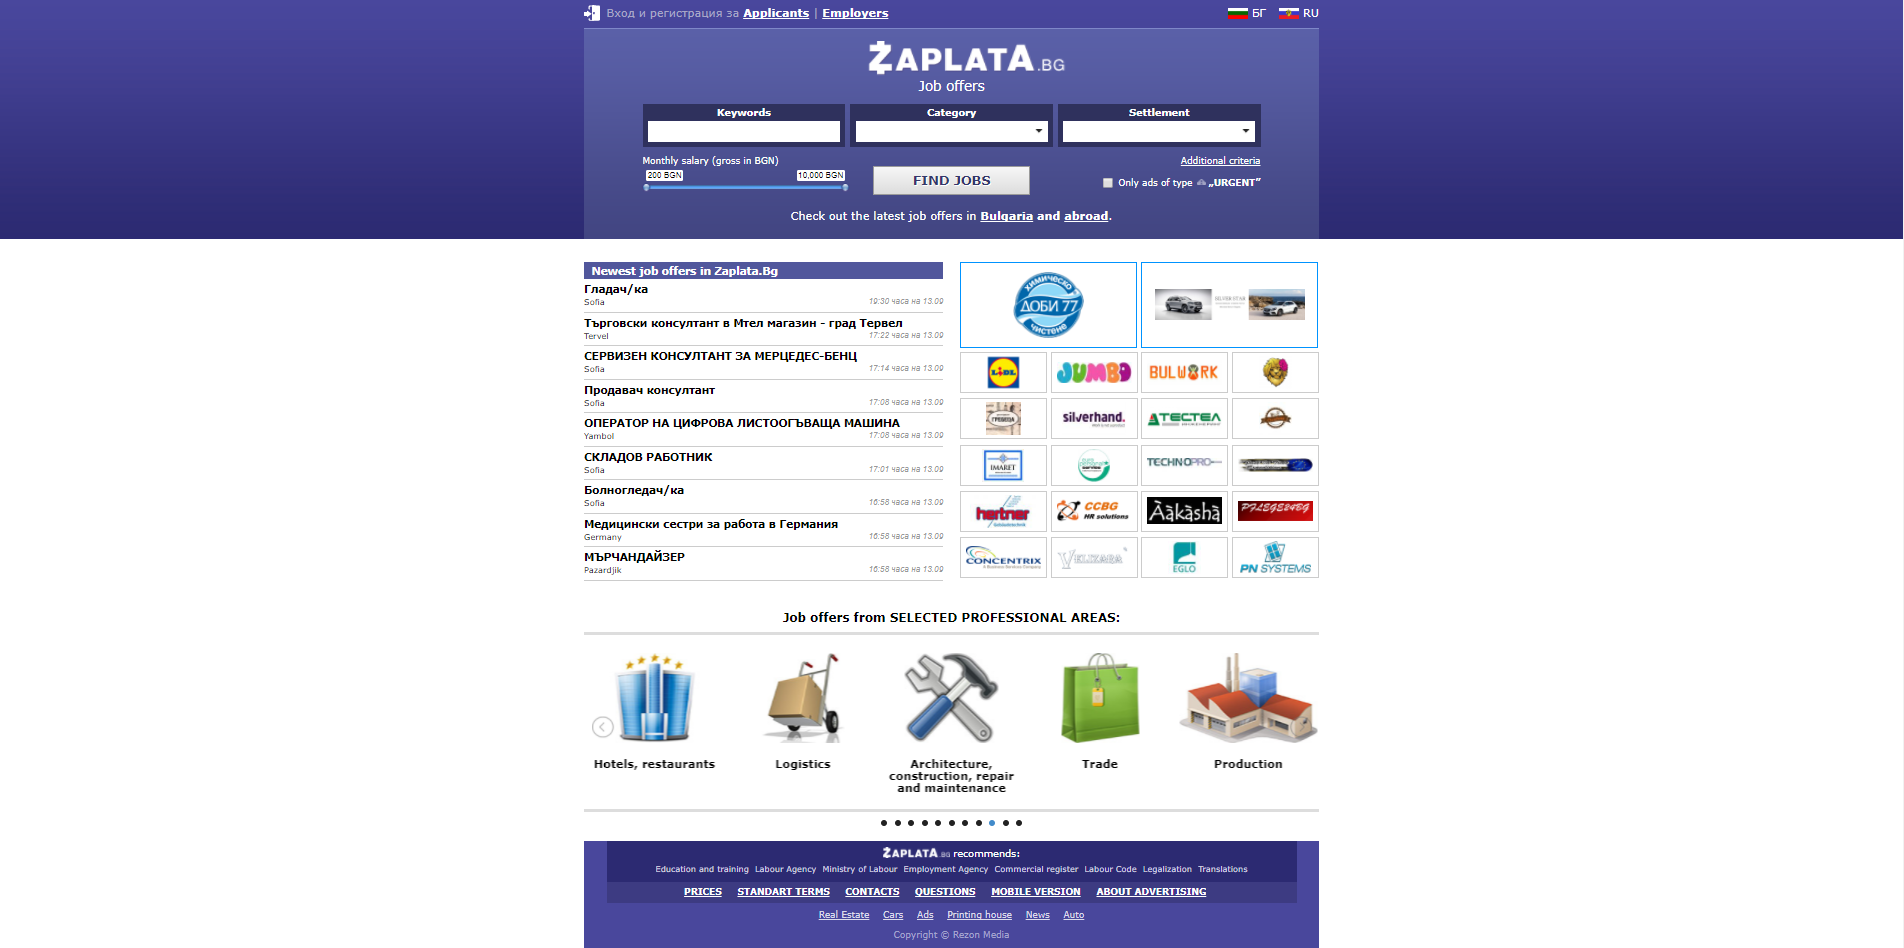 Вход и регистрация за Applicants | Employers
БГ RU
ZAPLATA.BG
Job offers
Keywords
Category
Settlement
Monthly salary (gross in BGN)
200 BGN 10,000 BGN
FIND JOBS
Additional criteria
Only ads of type „URGENT”
Check out the latest job offers in Bulgaria and abroad.
Newest job offers in Zaplata.Bg
Гладач/ка
Sofia 19:30 часа на 13.09
Търговски консултант в Мтел магазин - град Тервел
Tervel 17:22 часа на 13.09
СЕРВИЗЕН КОНСУЛТАНТ ЗА МЕРЦЕДЕС-БЕНЦ
Sofia 17:14 часа на 13.09
Продавач консултант
Sofia 17:08 часа на 13.09
ОПЕРАТОР НА ЦИФРОВА ЛИСТООГЪВАЩА МАШИНА
Yambol 17:08 часа на 13.09
СКЛАДОВ РАБОТНИК
Sofia 17:01 часа на 13.09
Болногледач/ка
Sofia 16:58 часа на 13.09
Медицински сестри за работа в Германия
Germany 16:58 часа на 13.09
МЪРЧАНДАЙЗЕР
Pazardjik 16:58 часа на 13.09
ХИМИЧЕСКО
ДОБИ 77
ЧИСТЕНЕ
SILVER STAR
LIDL
JUMBO
BULWORK
ГРЕБЕЦА
silverhand.
ТЕСТЕА
IMARET
service
TECHNOPRO
hertner
CCBG
HR solutions
Aàkàshà
PFLEGE24BG
CONCENTRIX
VELIZARA
EGLO
PN SYSTEMS
Job offers from SELECTED PROFESSIONAL AREAS:
Hotels, restaurants
Logistics
Architecture,
construction, repair
and maintenance
Trade
Production
ZAPLATA.BG recommends:
Education and training Labour Agency Ministry of Labour Employment Agency Commercial register Labour Code Legalization Translations
PRICES STANDART TERMS CONTACTS QUESTIONS MOBILE VERSION ABOUT ADVERTISING
Real Estate Cars Ads Printing house News Auto
Copyright © Rezon Media